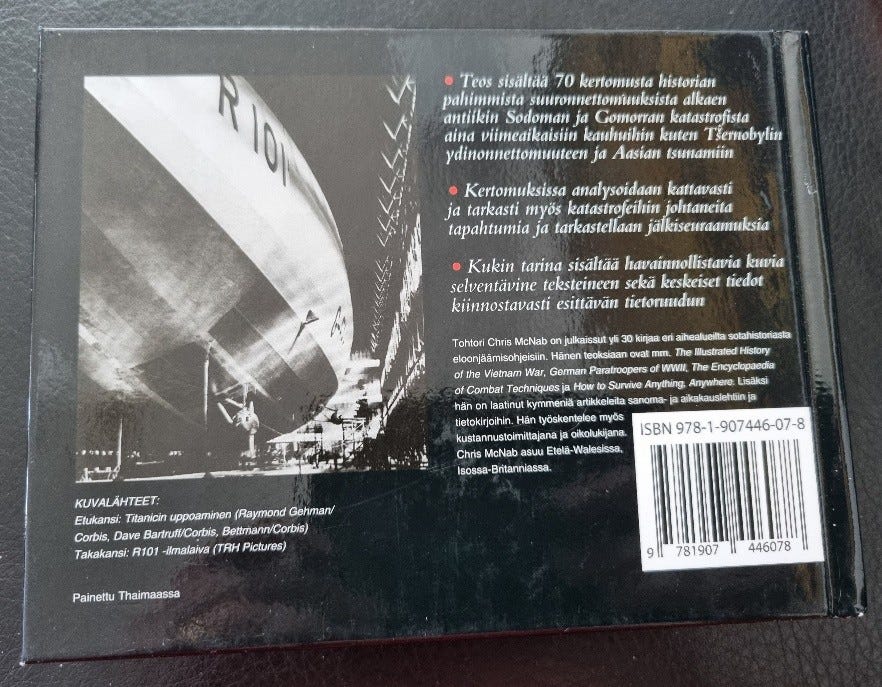 R 101
• Teos sisältää 70 kertomusta historian
pahimmista suuronnettomuuksista alkaen
antiikin Sodoman ja Gomorran katastrofista
aina viimeaikaisiin kauhuihin kuten Tšernobylin
ydinonnettomuuteen ja Aasian tsunamiin
• Kertomuksissa analysoidaan kattavasti
ja tarkasti myös katastrofeihin johtaneita
tapahtumia ja tarkastellaan jälkiseuraamuksia
• Kukin tarina sisältää havainnollistavia kuvia
selventävine teksteineen sekä keskeiset tiedot
kiinnostavasti esittävän tietoruudun
Tohtori Chris McNab on julkaissut yli 30 kirjaa eri aihealueilta sotahistoriasta
eloonjäämisohjeisiin. Hänen teoksiaan ovat mm. The Illustrated History
of the Vietnam War, German Paratroopers of WWII, The Encyclopaedia
of Combat Techniques ja How to Survive Anything, Anywhere. Lisäksi
hän on laatinut kymmeniä artikkeleita sanoma- ja aikakauslehtiin ja
tietokirjoihin. Hän työskentelee myös
kustannustoimittajana ja oikolukijana.
Chris McNab asuu Etelä-Walesissa,
Isossa-Britanniassa.
ISBN 978-1-907446-07-8
9 781907 446078
KUVALÄHTEET:
Etukansi: Titanicin uppoaminen (Raymond Gehman/
Corbis, Dave Bartruff/Corbis, Bettmann/Corbis)
Takakansi: R101 -ilmalaiva (TRH Pictures)
Painettu Thaimaassa